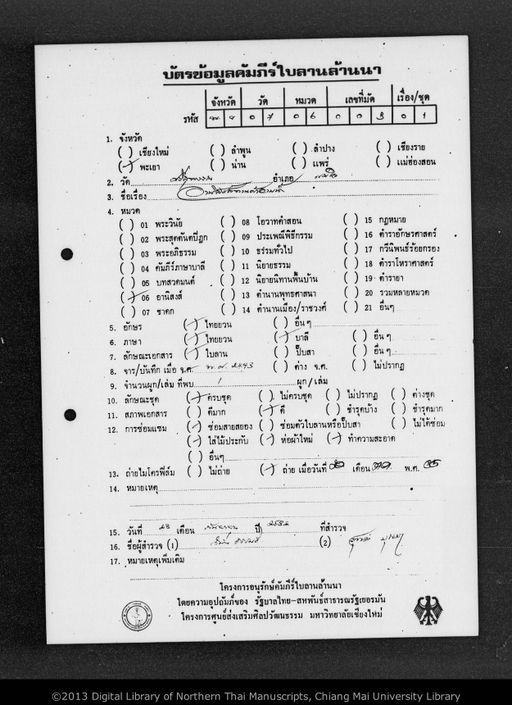 บัตรข้อมูลคัมภีร์ใบลานล้านนา
จังหวัด วัด หมวด เลขที่มัด เรื่อง/ชุด
รหัส 0 7 0 6 0 0 3 0 1
1. จังหวัด
( ) เชียงใหม่ ( ) ลำพูน ( ) ลำปาง ( ) เชียงราย
(/) พะเยา ( ) น่าน ( ) แพร่ ( ) แม่ฮ่องสอน
2. วัด อำเภอ
3. ชื่อเรื่อง
4. หมวด
( ) 01 พระวินัย ( ) 08 โอวาทคำสอน ( ) 15 กฎหมาย
( ) 02 พระสุตตันตปิฎก ( ) 09 ประเพณีพิธีกรรม ( ) 16 ตำราอักษรศาสตร์
( ) 03 พระอภิธรรม ( ) 10 ธรรมทั่วไป ( ) 17 กวีนิพนธ์ร้อยกรอง
( ) 04 คัมภีร์ภาษาบาลี ( ) 11 นิยายธรรม ( ) 18 ตำราโหราศาสตร์
( ) 05 บทสวดมนต์ ( ) 12 นิยายนิทานพื้นบ้าน ( ) 19 ตำรายา
(/) 06 อานิสงส์ ( ) 13 ตำนานพุทธศาสนา ( ) 20 รวมหลายหมวด
( ) 07 ชาดก ( ) 14 ตำนานเมือง/ราชวงศ์ ( ) 21 อื่นๆ
5. อักษร (/) ไทยยวน ( ) อื่นๆ
6. ภาษา (/) ไทยยวน (/) บาลี ( ) อื่นๆ
7. ลักษณะเอกสาร (/) ใบลาน ( ) ปั๊บสา ( ) อื่นๆ
8. จาร/บันทึก เมื่อ จ.ศ. พ.ศ. 2493 ( ) ต่าง จ.ศ. ( ) ไม่ปรากฏ
9. จำนวนผูก/เล่ม ที่พบ 1 ผูก/เล่ม
10. ลักษณะชุด (/) ครบชุด ( ) ไม่ครบชุด ( ) ไม่ปรากฏ ( ) ต่างชุด
11. สภาพเอกสาร ( ) ดีมาก (/) ดี ( ) ชำรุดบ้าง ( ) ชำรุดมาก
12. การซ่อมแซม (/) ซ่อมสายสยอง ( ) ซ่อมตัวใบลานหรือปั๊บสา ( ) ไม่ได้ซ่อม
(/) ใส่ไม้ประกับ (/) ห่อผ้าใหม่ (/) ทำความสะอาด
( ) อื่นๆ
13. ถ่ายไมโครฟิล์ม ( ) ไม่ถ่าย (/) ถ่าย เมื่อวันที่ เดือน พ.ศ. 35
14. หมายเหตุ
15. วันที่ 23 เดือน ปี 2532 ที่สำรวจ
16. ชื่อผู้สำรวจ (1) (2)
17. หมายเหตุเพิ่มเติม
โครงการอนุรักษ์คัมภีร์ใบลานล้านนา
โดยความอุปถัมภ์ของ รัฐบาลไทย-สหพันธ์สาธารณรัฐเยอรมัน
โครงการศูนย์ส่งเสริมศิลปวัฒนธรรม มหาวิทยาลัยเชียงใหม่
©2013 Digital Library of Northern Thai Manuscripts, Chiang Mai University Library